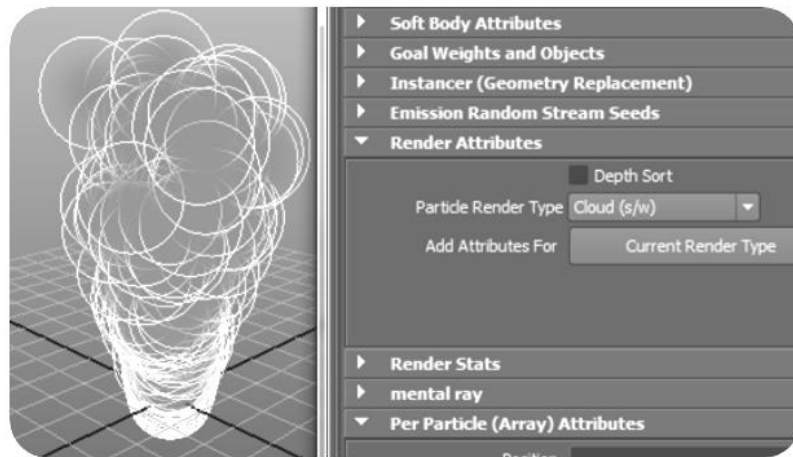 Soft Body Attributes
Goal Weights and Objects
Instancer (Geometry Replacement)
Emission Random Stream Seeds
Render Attributes
Depth Sort
Particle Render Type Cloud (s/w)
Add Attributes For Current Render Type
Render Stats
mental ray
Per Particle (Array) Attributes